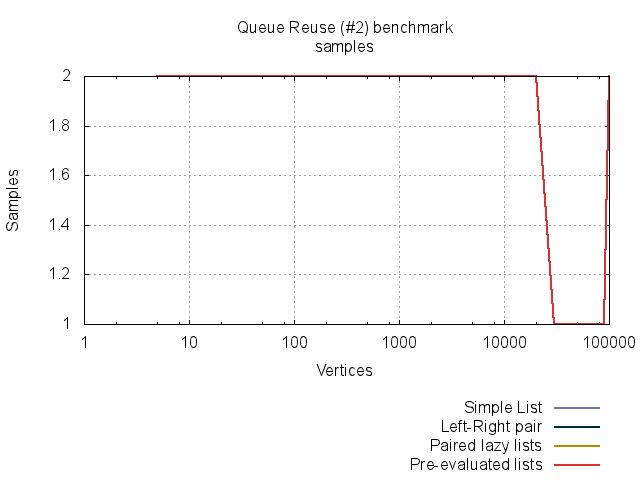 Queue Reuse (#2) benchmark
samples
2
1.8
1.6
1.4
1.2
1
Samples
1 10 100 1000 10000 100000
Vertices
Simple List
Left-Right pair
Paired lazy lists
Pre-evaluated lists